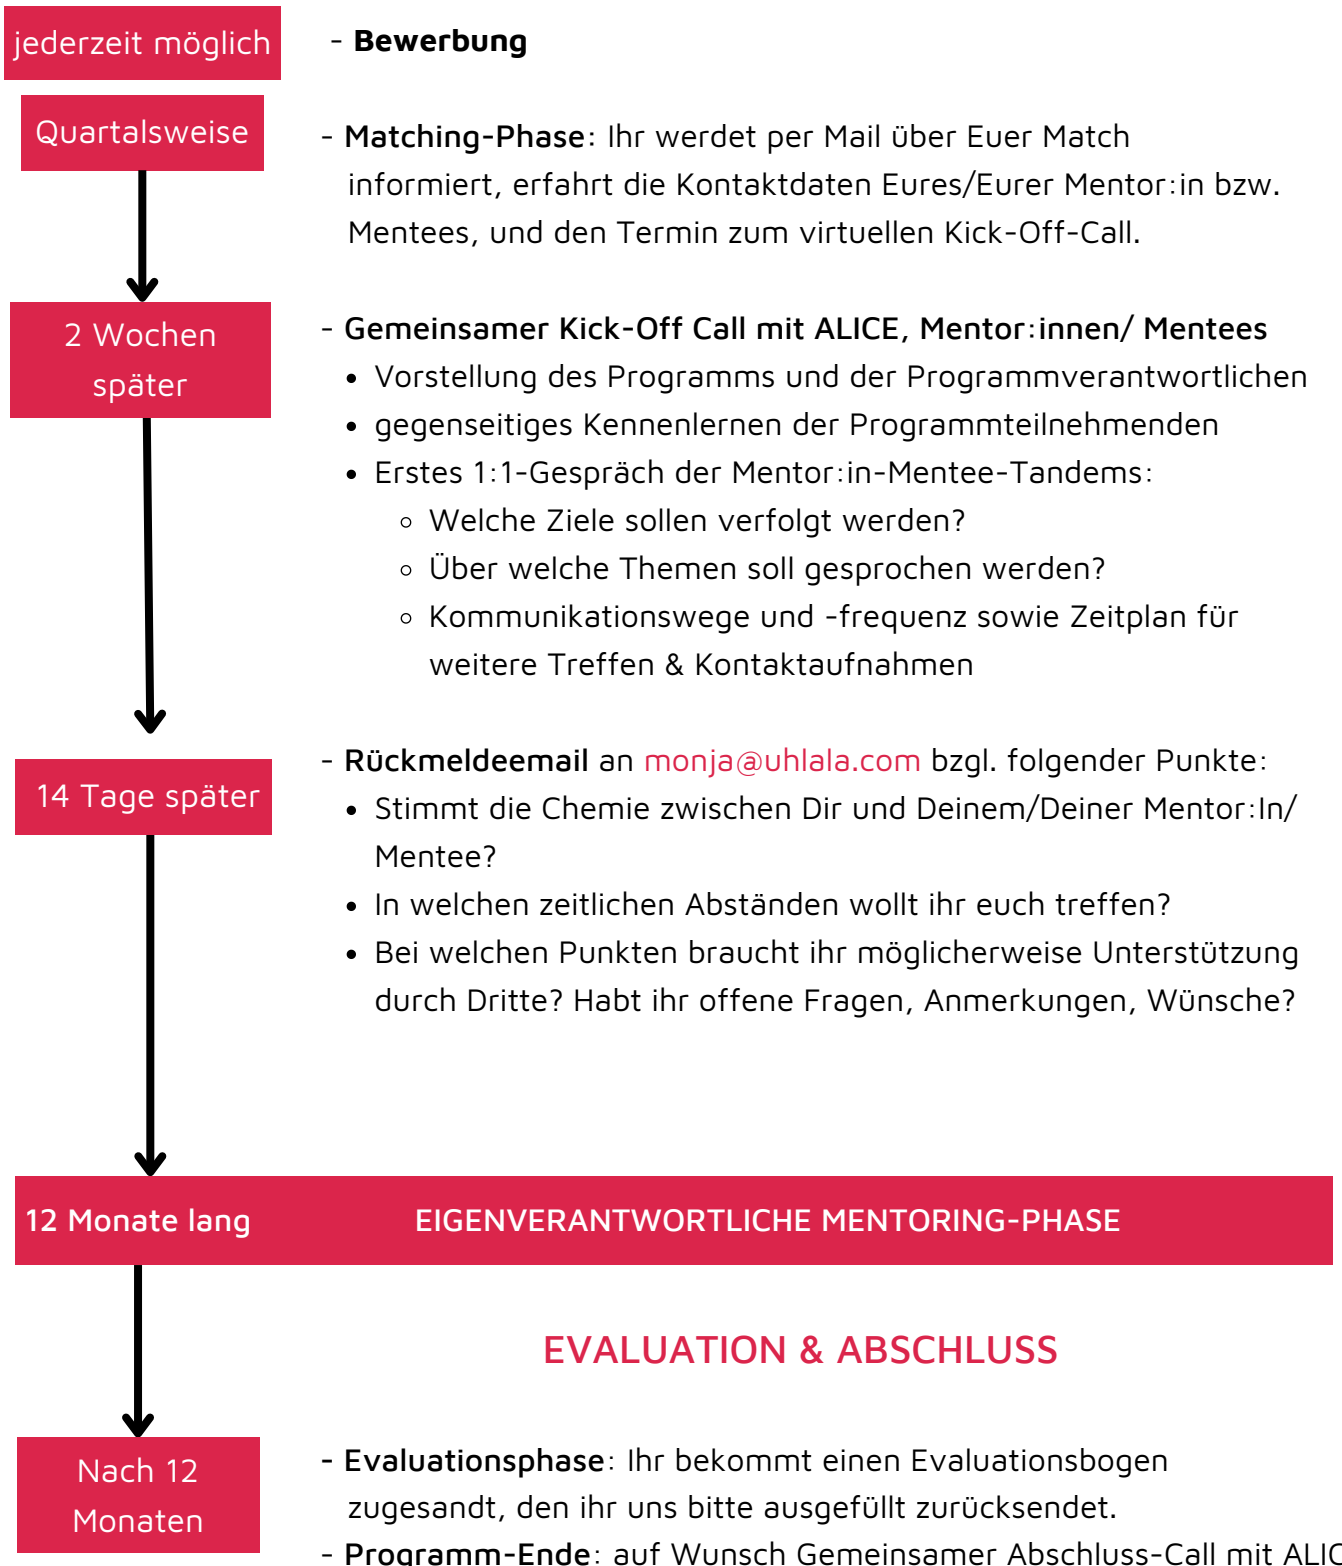 jederzeit möglich
- Bewerbung
Quartalsweise
- Matching-Phase: Ihr werdet per Mail über Euer Match
informiert, erfahrt die Kontaktdaten Eures/Eurer Mentor:in bzw.
Mentees, und den Termin zum virtuellen Kick-Off-Call.
2 Wochen
später
- Gemeinsamer Kick-Off Call mit ALICE, Mentor:innen/ Mentees
• Vorstellung des Programms und der Programmverantwortlichen
• gegenseitiges Kennenlernen der Programmteilnehmenden
• Erstes 1:1-Gespräch der Mentor:in-Mentee-Tandems:
◦ Welche Ziele sollen verfolgt werden?
◦ Über welche Themen soll gesprochen werden?
◦ Kommunikationswege und -frequenz sowie Zeitplan für
weitere Treffen & Kontaktaufnahmen
14 Tage später
- Rückmeldeemail an monja@uhlala.com bzgl. folgender Punkte:
• Stimmt die Chemie zwischen Dir und Deinem/Deiner Mentor:In/
Mentee?
• In welchen zeitlichen Abständen wollt ihr euch treffen?
• Bei welchen Punkten braucht ihr möglicherweise Unterstützung
durch Dritte? Habt ihr offene Fragen, Anmerkungen, Wünsche?
12 Monate lang
EIGENVERANTWORTLICHE MENTORING-PHASE
EVALUATION & ABSCHLUSS
Nach 12
Monaten
- Evaluationsphase: Ihr bekommt einen Evaluationsbogen
zugesandt, den ihr uns bitte ausgefüllt zurücksendet.
- Programm-Ende: auf Wunsch Gemeinsamer Abschluss-Call mit